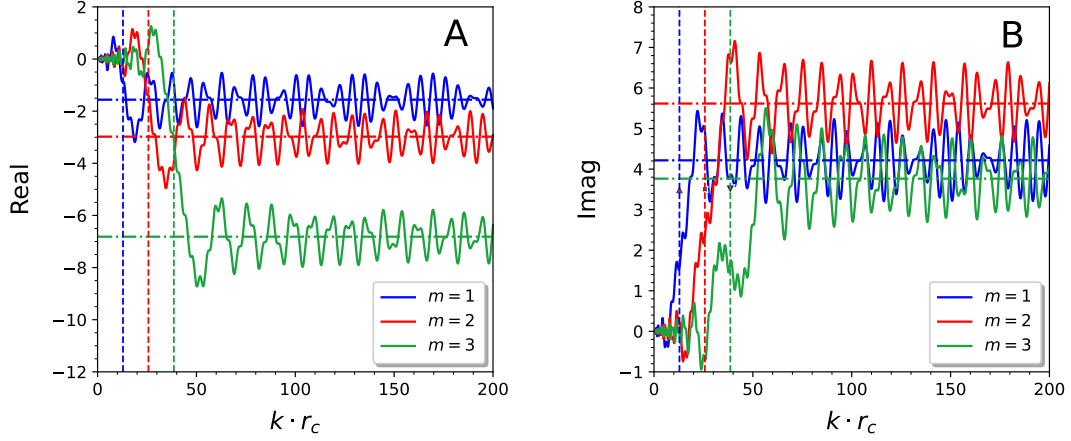 A
Real
2
0
−2
−4
−6
−8
−10
−12
0
50
100
150
200
k · r_c
m = 1
m = 2
m = 3
B
Imag
8
7
6
5
4
3
2
1
0
−1
0
50
100
150
200
k · r_c
m = 1
m = 2
m = 3